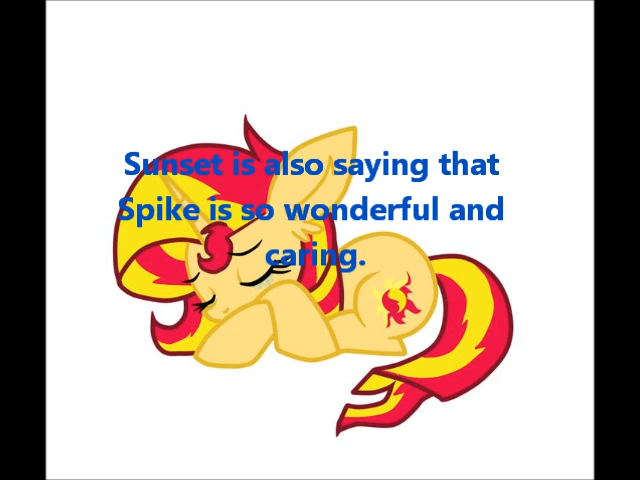 Sunset is also saying that
Spike is so wonderful and
caring.